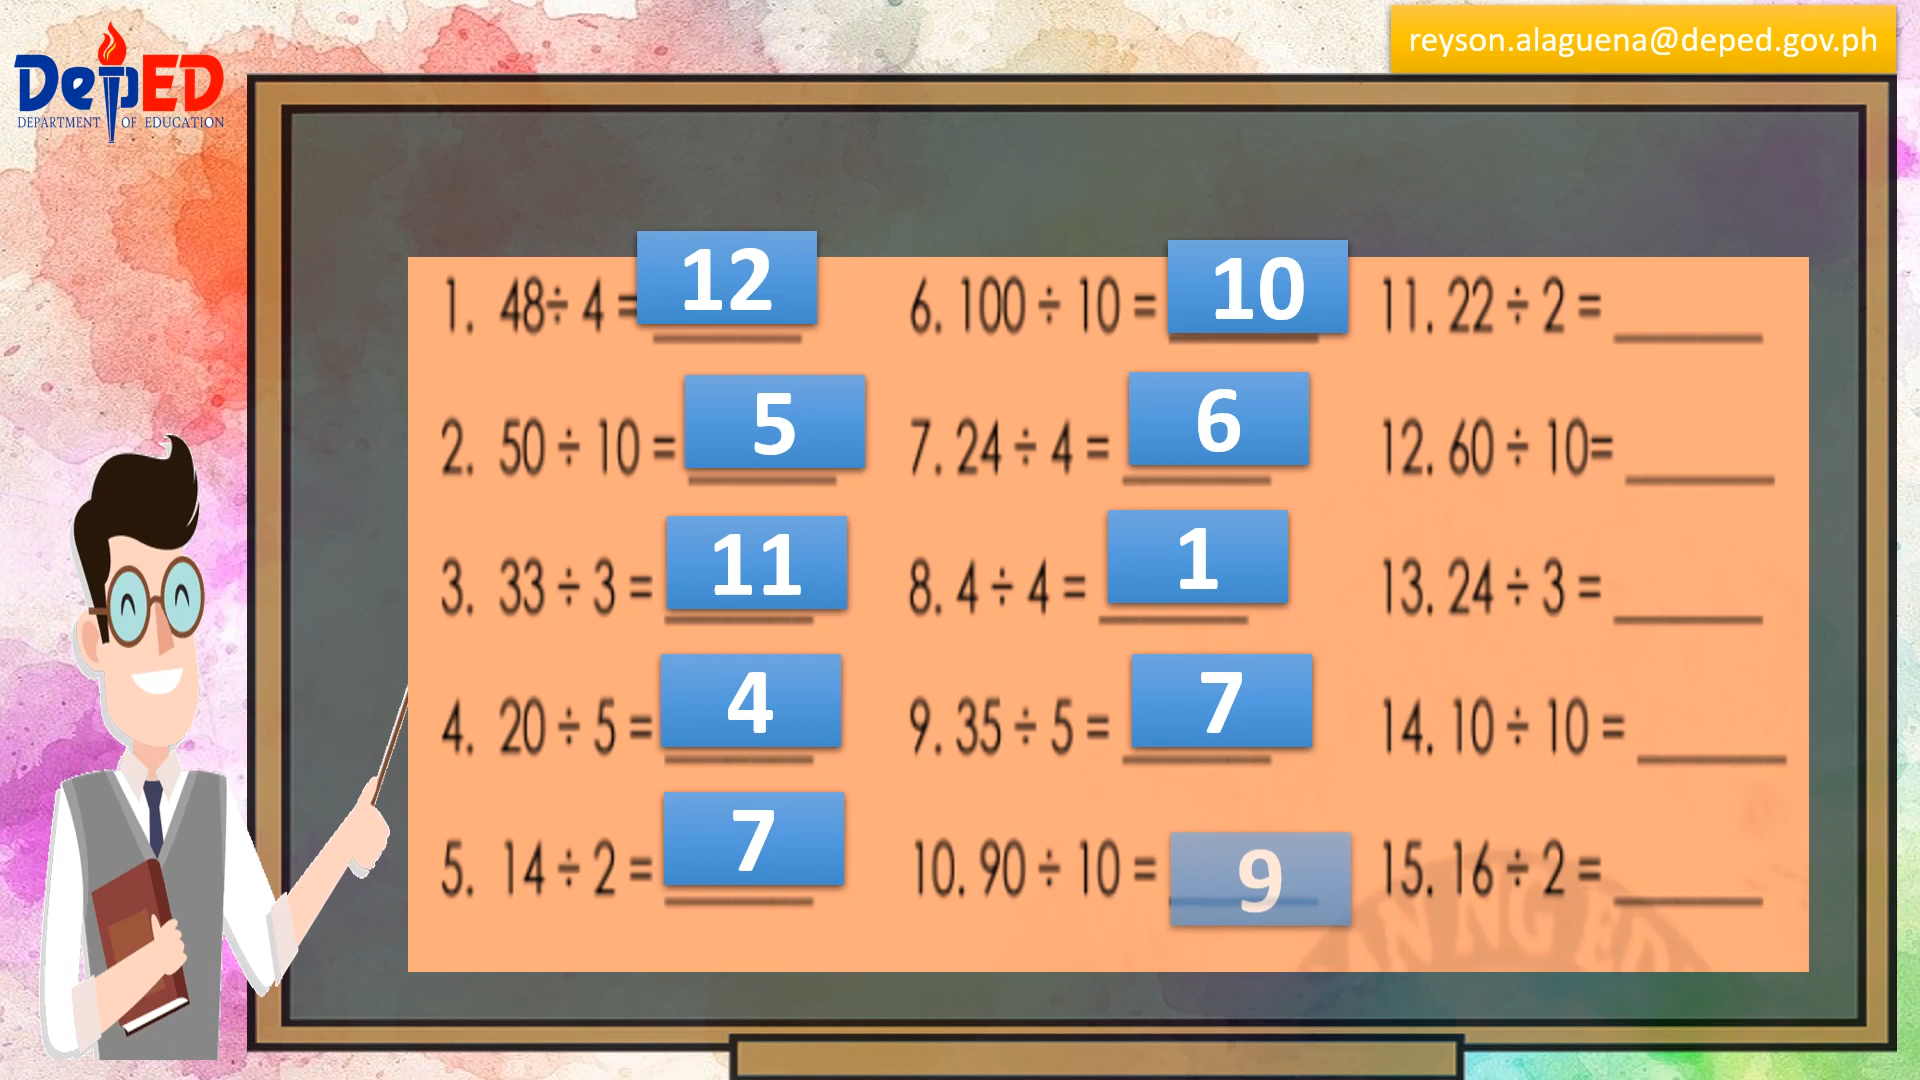 DepED
DEPARTMENT OF EDUCATION
reyson.alaguena@deped.gov.ph
1. 48÷ 4 = 12
2. 50 ÷ 10 = 5
3. 33 ÷ 3 = 11
4. 20 ÷ 5 = 4
5. 14 ÷ 2 = 7
6. 100 ÷ 10 = 10
7. 24 ÷ 4 = 6
8. 4 ÷ 4 = 1
9. 35 ÷ 5 = 7
10. 90 ÷ 10 = 9
11. 22 ÷ 2 = ____
12. 60 ÷ 10= ____
13. 24 ÷ 3 = ____
14. 10 ÷ 10 = ____
15. 16 ÷ 2 = ____